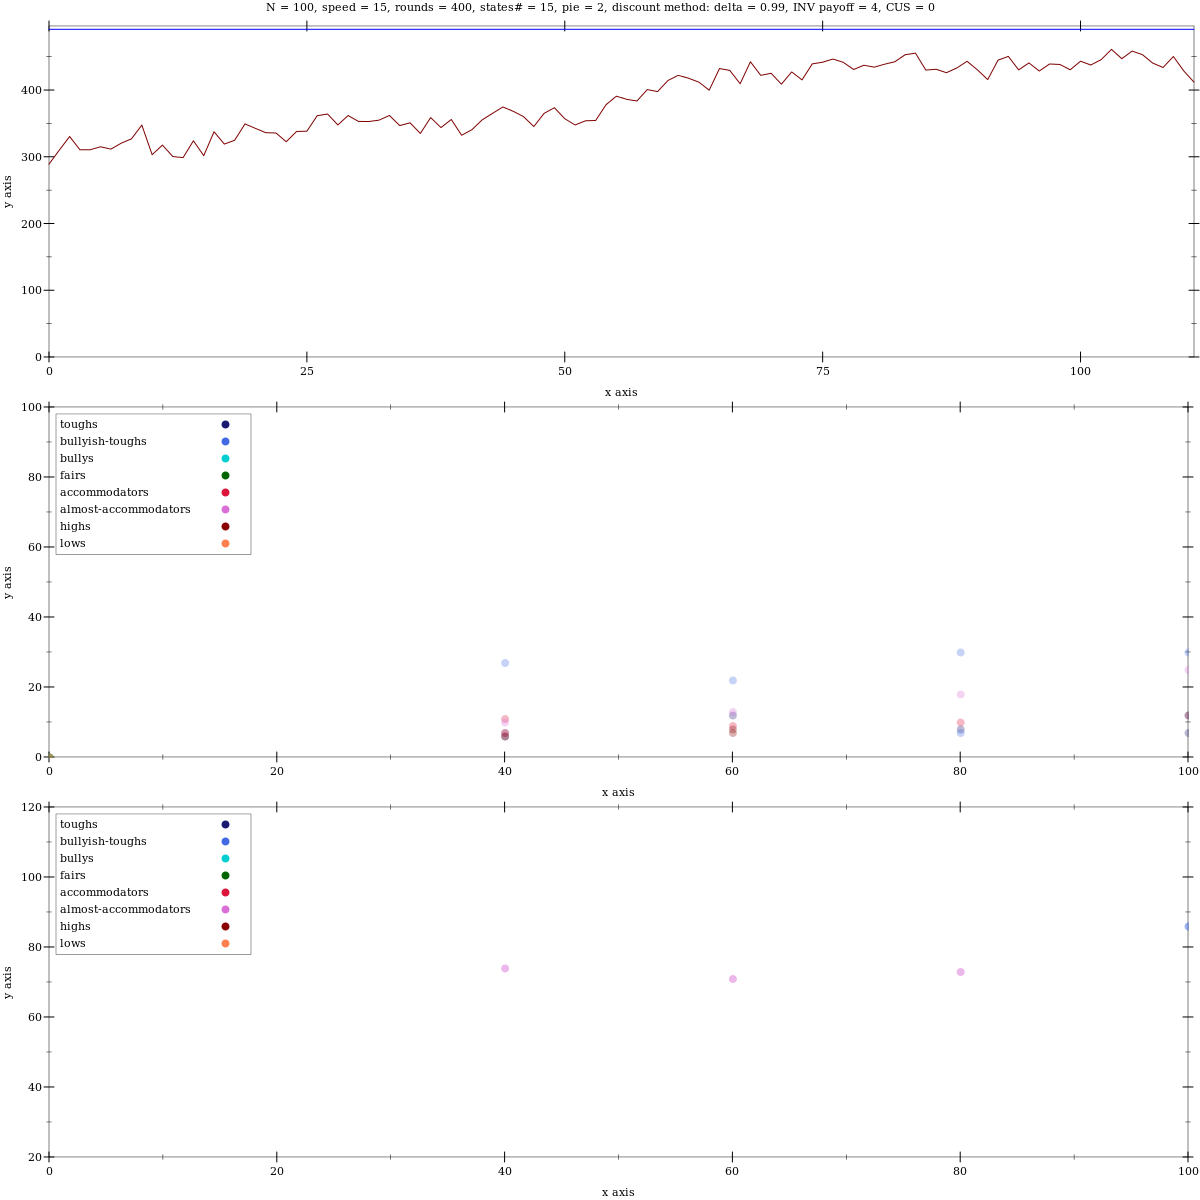 N = 100, speed = 15, rounds = 400, states# = 15, pie = 2, discount method: delta = 0.99, INV payoff = 4, CUS = 0
400
300
200
100
0
y axis
0 25 50 75 100
x axis
100
80
60
40
20
0
y axis
toughs
bullyish-toughs
bullys
fairs
accommodators
almost-accommodators
highs
lows
0 20 40 60 80 100
x axis
120
100
80
60
40
20
y axis
toughs
bullyish-toughs
bullys
fairs
accommodators
almost-accommodators
highs
lows
0 20 40 60 80 100
x axis